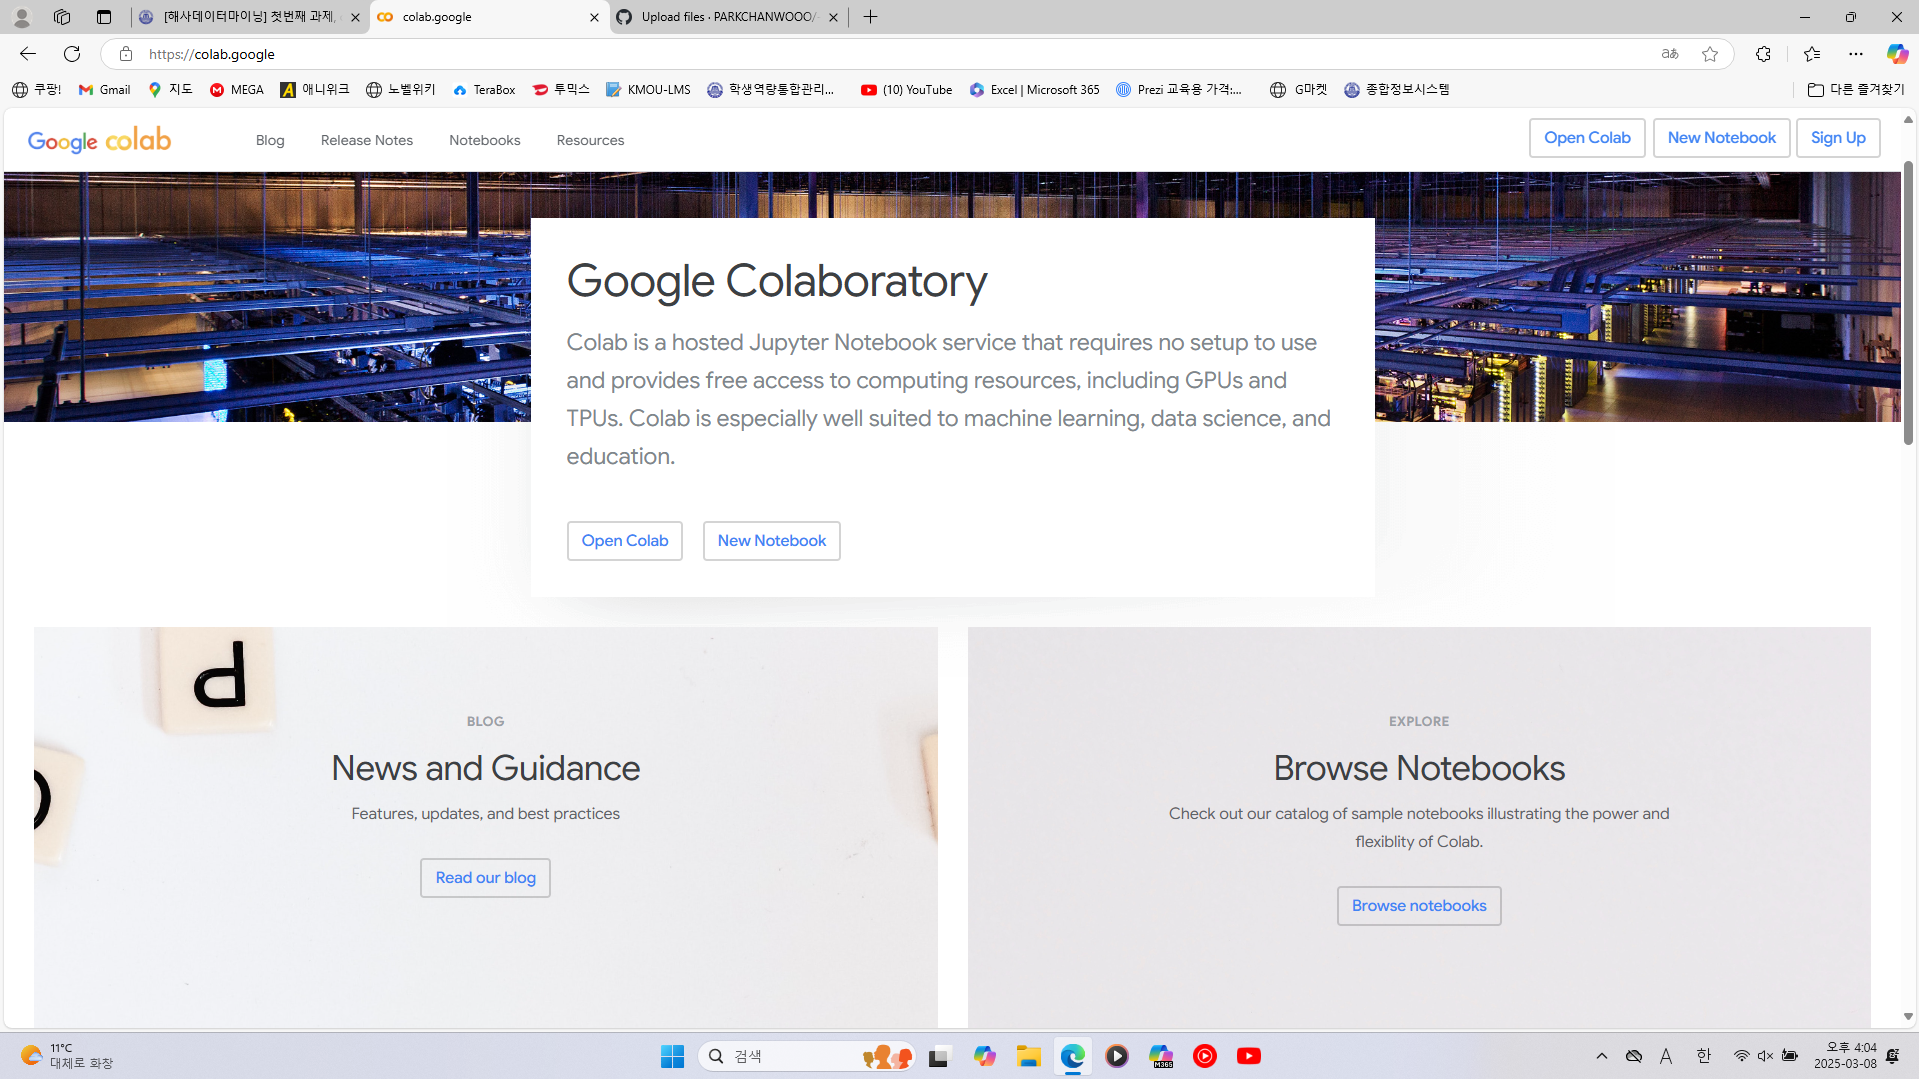 [해사데이터마이닝] 첫번째 과제,
colab.google
Upload files · PARKCHANWOOO/
https://colab.google
쿠팡!
Gmail
지도
MEGA
애니위크
노벨위키
TeraBox
투믹스
KMOU-LMS
학생역량통합관리...
(10) YouTube
Excel | Microsoft 365
Prezi 교육용 가격:...
G마켓
종합정보시스템
다른 즐겨찾기
Google colab
Blog
Release Notes
Notebooks
Resources
Open Colab
New Notebook
Sign Up
Google Colaboratory
Colab is a hosted Jupyter Notebook service that requires no setup to use
and provides free access to computing resources, including GPUs and
TPUs. Colab is especially well suited to machine learning, data science, and
education.
Open Colab
New Notebook
BLOG
News and Guidance
Features, updates, and best practices
Read our blog
EXPLORE
Browse Notebooks
Check out our catalog of sample notebooks illustrating the power and
flexiblity of Colab.
Browse notebooks
11°C
대체로 화창
검색
M365
A
한
오후 4:04
2025-03-08